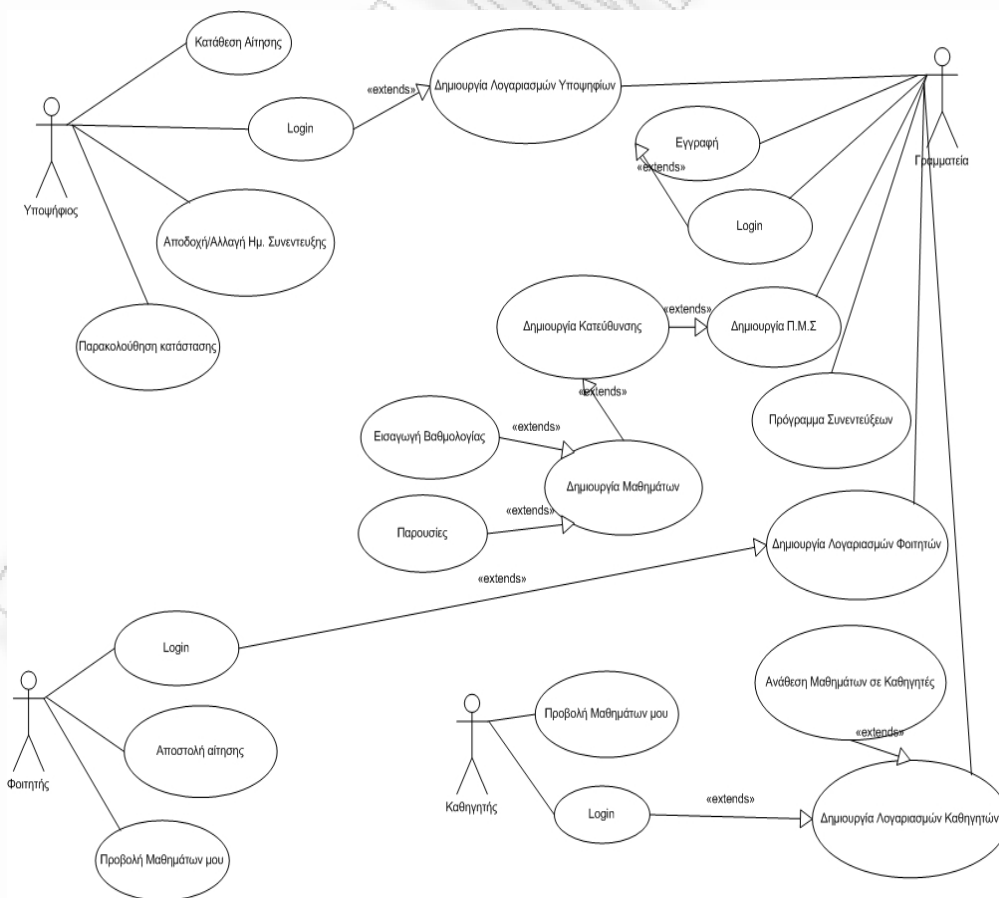 Κατάθεση Αίτησης
«extends»
Δημιουργία Λογαριασμών Υποψηφίων
Login
Εγγραφή
«extends»
Γραμματεία
Υποψήφιος
Login
Αποδοχή/Αλλαγή Ημ. Συνεντευξης
«extends»
Δημιουργία Κατεύθυνσης
Δημιουργία Π.Μ.Σ
Παρακολούθηση κατάστασης
«extends»
Πρόγραμμα Συνεντεύξεων
«extends»
Εισαγωγή Βαθμολογίας
Δημιουργία Μαθημάτων
«extends»
Παρουσίες
Δημιουργία Λογαριασμών Φοιτητών
«extends»
Login
Ανάθεση Μαθημάτων σε Καθηγητές
Προβολή Μαθημάτων μου
«extends»
Αποστολή αίτησης
Φοιτητής
«extends»
Καθηγητής
Login
Δημιουργία Λογαριασμών Καθηγητών
Προβολή Μαθημάτων μου